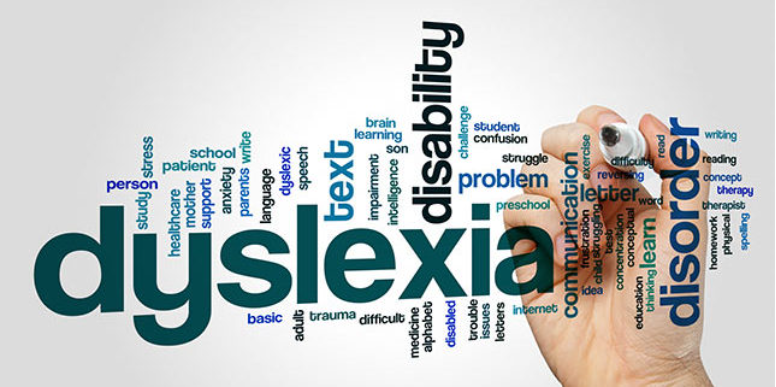 dyslexia
disability
disorder
text
problem
communication
letter
learn
person
stress
study
school
patient
write
healthcare
mother
support
anxiety
parents
language
dyslexic
speech
brain
learning
son
impairment
intelligence
challenge
student
confusion
struggle
preschool
exercise
difficulty
reversing
read
writing
reading
concept
therapy
word
therapist
frustration
child
struggling
test
concentration
conceptual
idea
education
thinking
homework
physical
spelling
basic
adult
trauma
difficult
medicine
alphabet
disabled
trouble
issues
letters
internet